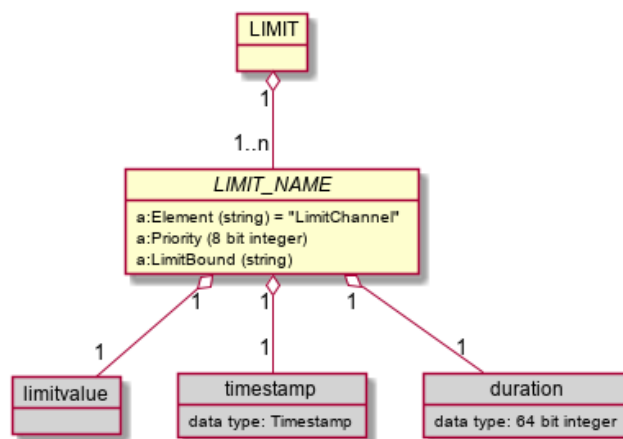 LIMIT
1
1..n
LIMIT_NAME
a:Element (string) = "LimitChannel"
a:Priority (8 bit integer)
a:LimitBound (string)
1 1 1
1 1 1
limitvalue
timestamp
data type: Timestamp
duration
data type: 64 bit integer